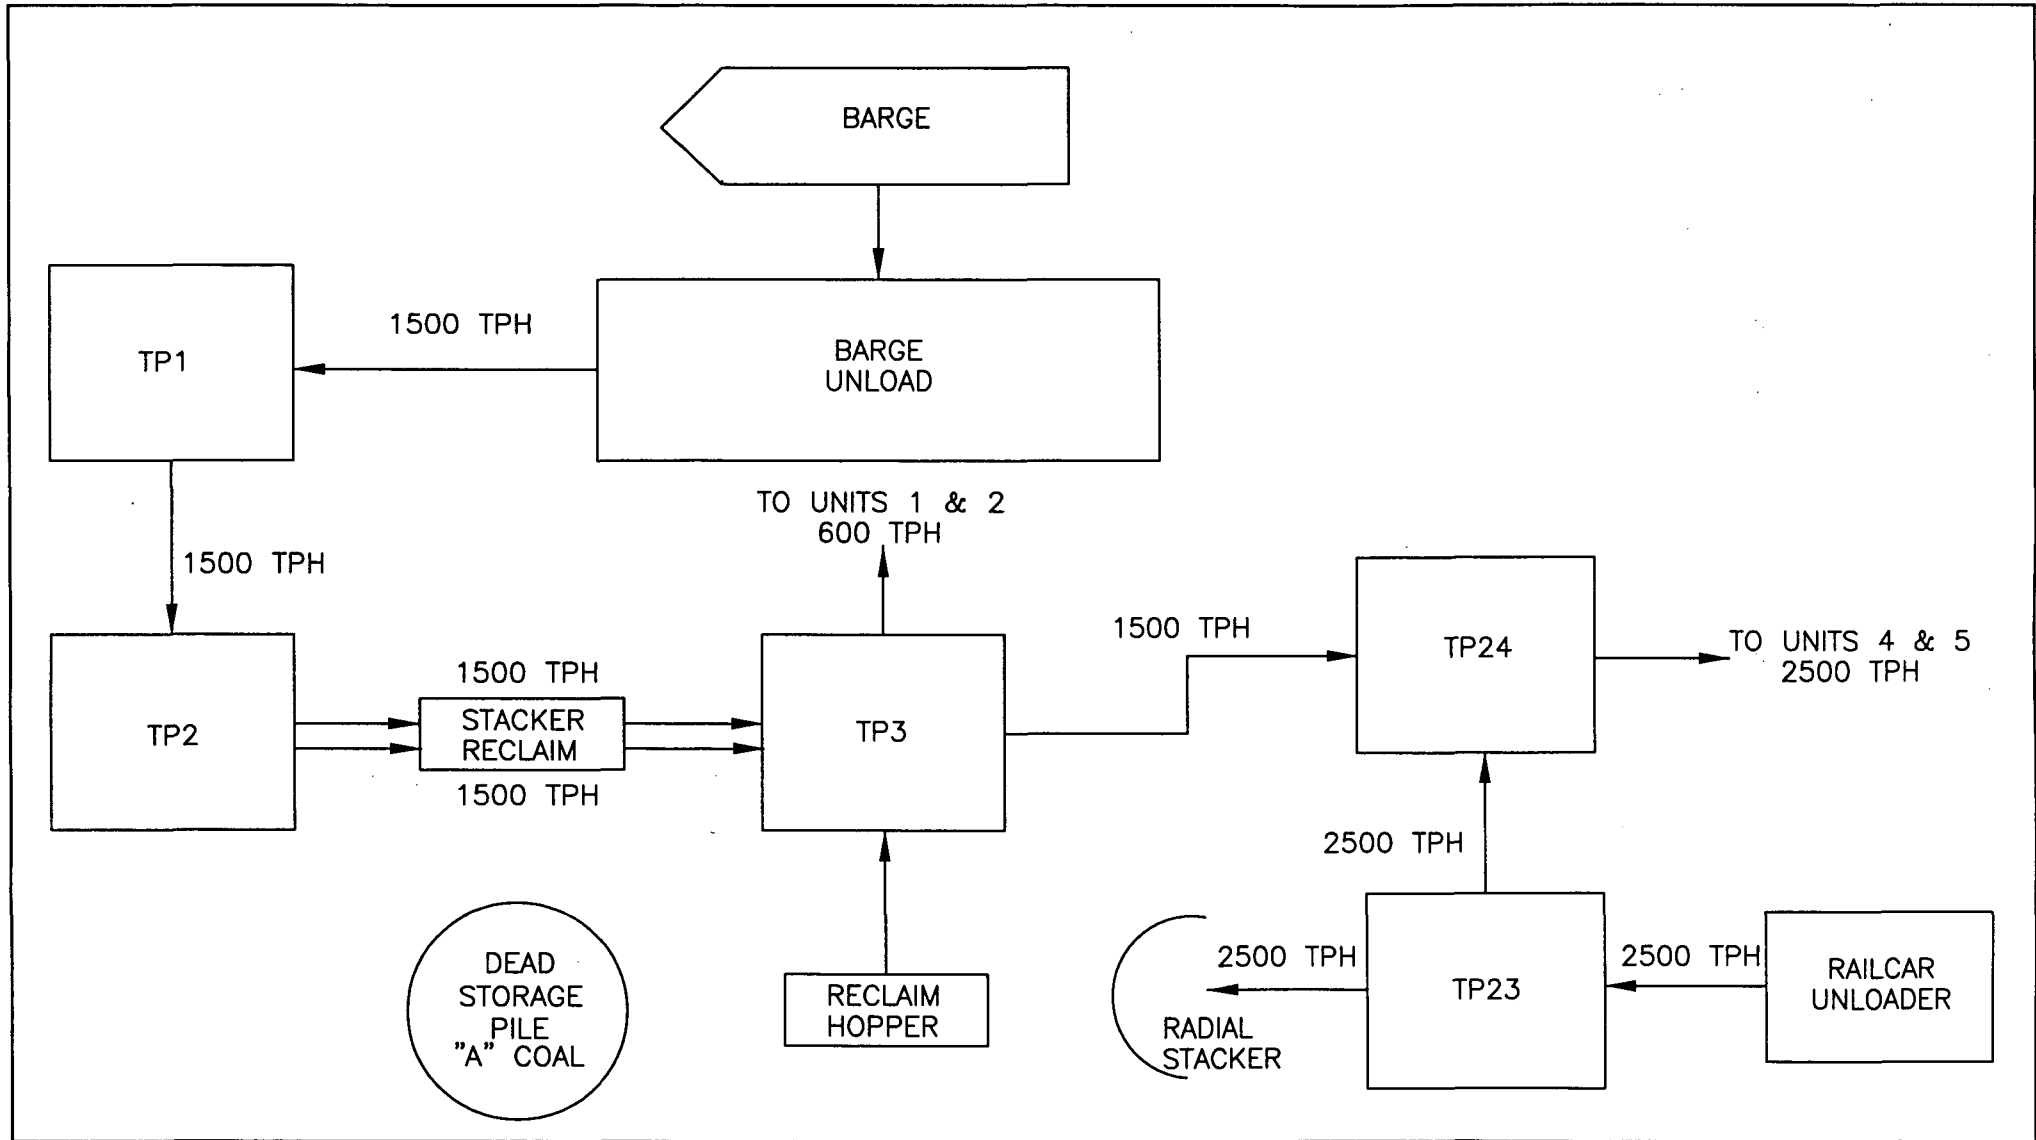 BARGE
1500 TPH
TP1
BARGE
UNLOAD
TO UNITS 1 & 2
600 TPH
1500 TPH
1500 TPH
TP24
TO UNITS 4 & 5
2500 TPH
1500 TPH
TP2
STACKER
RECLAIM
TP3
1500 TPH
2500 TPH
DEAD
STORAGE
PILE
"A" COAL
RECLAIM
HOPPER
2500 TPH
RADIAL
STACKER
TP23
2500 TPH
RAILCAR
UNLOADER